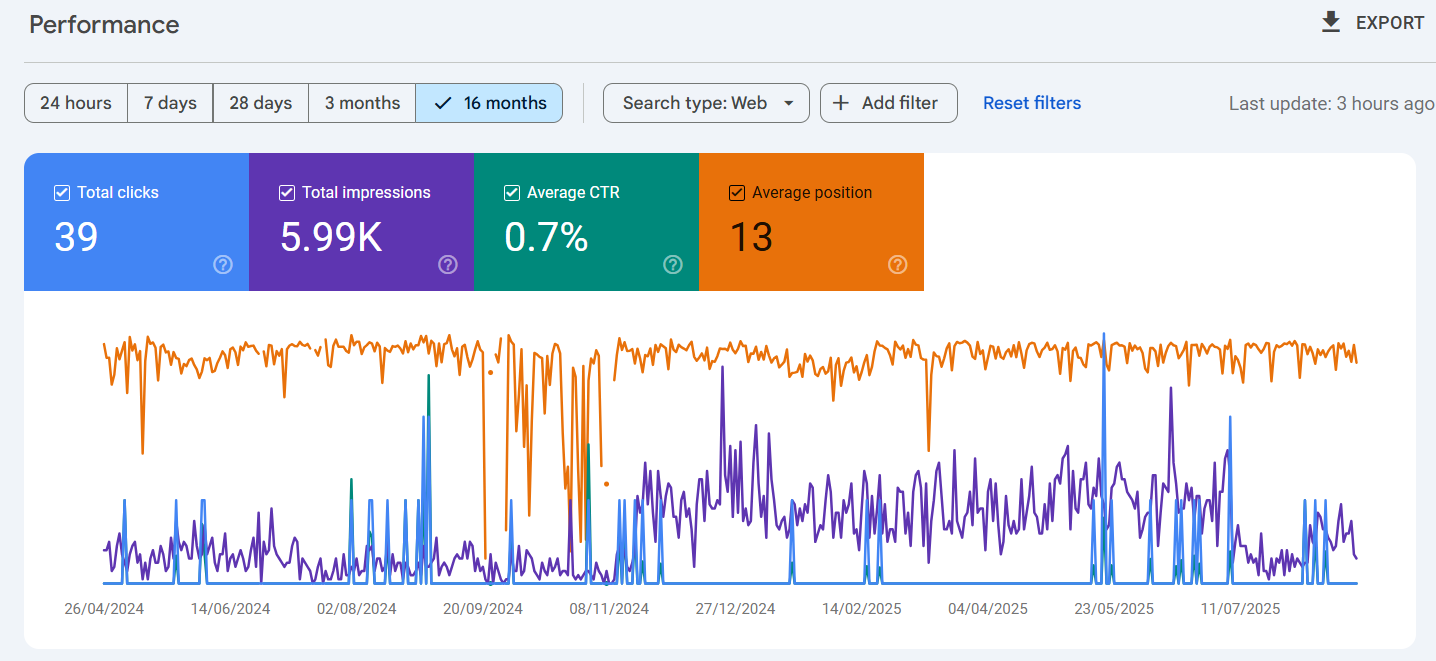 Performance
EXPORT
24 hours 7 days 28 days 3 months 16 months Search type: Web Add filter Reset filters Last update: 3 hours ago
Total clicks Total impressions Average CTR Average position
39 5.99K 0.7% 13
26/04/2024 14/06/2024 02/08/2024 20/09/2024 08/11/2024 27/12/2024 14/02/2025 04/04/2025 23/05/2025 11/07/2025